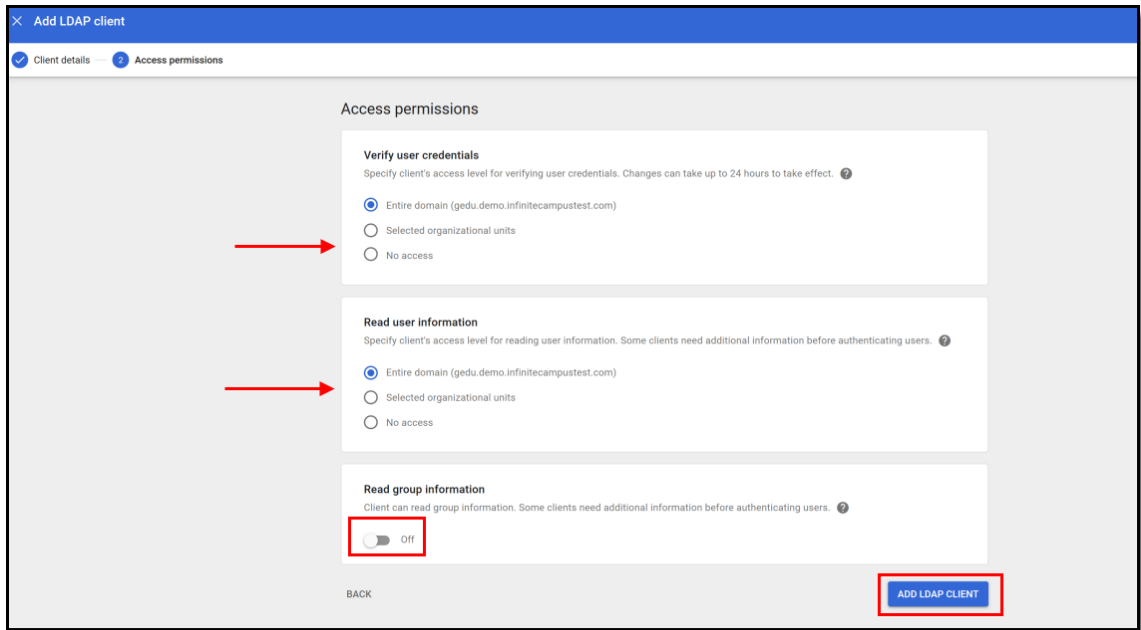 Add LDAP client
Client details
2 Access permissions
Access permissions
Verify user credentials
Specify client's access level for verifying user credentials. Changes can take up to 24 hours to take effect. ?
Entire domain (gedu.demo.infinitecampustest.com)
Selected organizational units
No access
Read user information
Specify client's access level for reading user information. Some clients need additional information before authenticating users. ?
Entire domain (gedu.demo.infinitecampustest.com)
Selected organizational units
No access
Read group information
Client can read group information. Some clients need additional information before authenticating users. ?
Off
BACK
ADD LDAP CLIENT